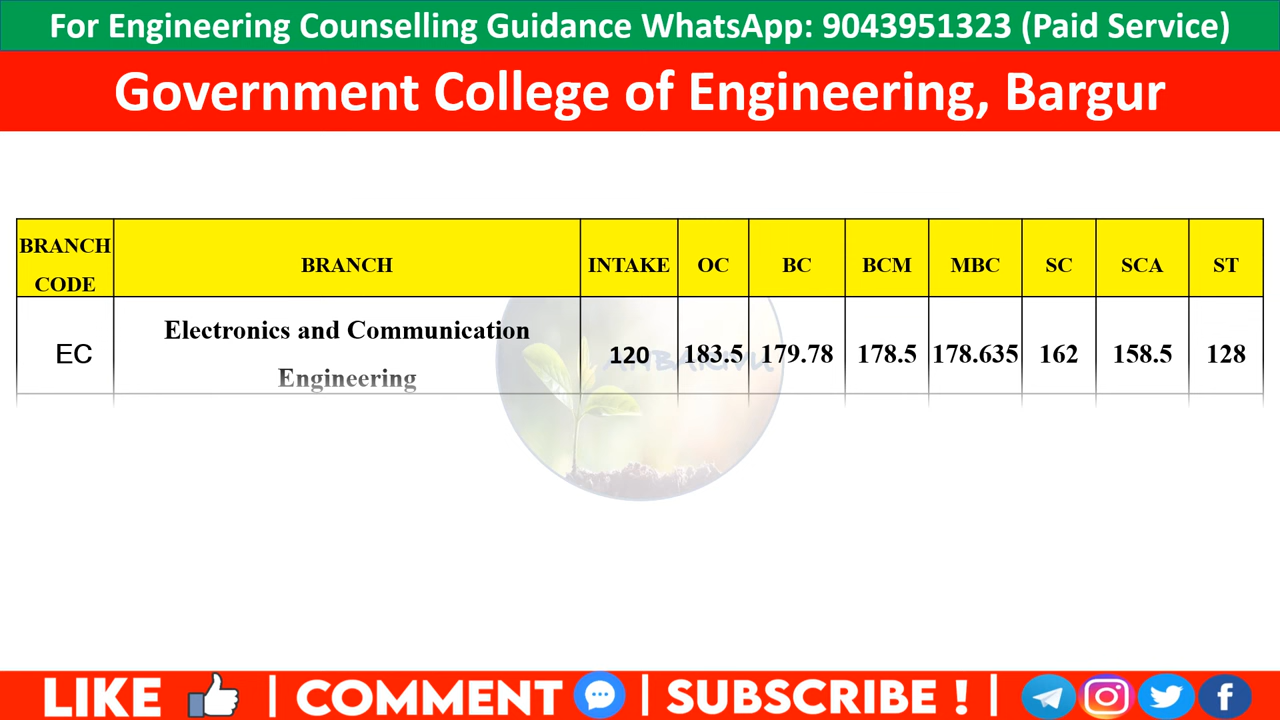 For Engineering Counselling Guidance WhatsApp: 9043951323 (Paid Service)
Government College of Engineering, Bargur
BRANCH CODE BRANCH INTAKE OC BC BCM MBC SC SCA ST
EC Electronics and Communication Engineering 120 183.5 179.78 178.5 178.635 162 158.5 128
LIKE | COMMENT | SUBSCRIBE ! |